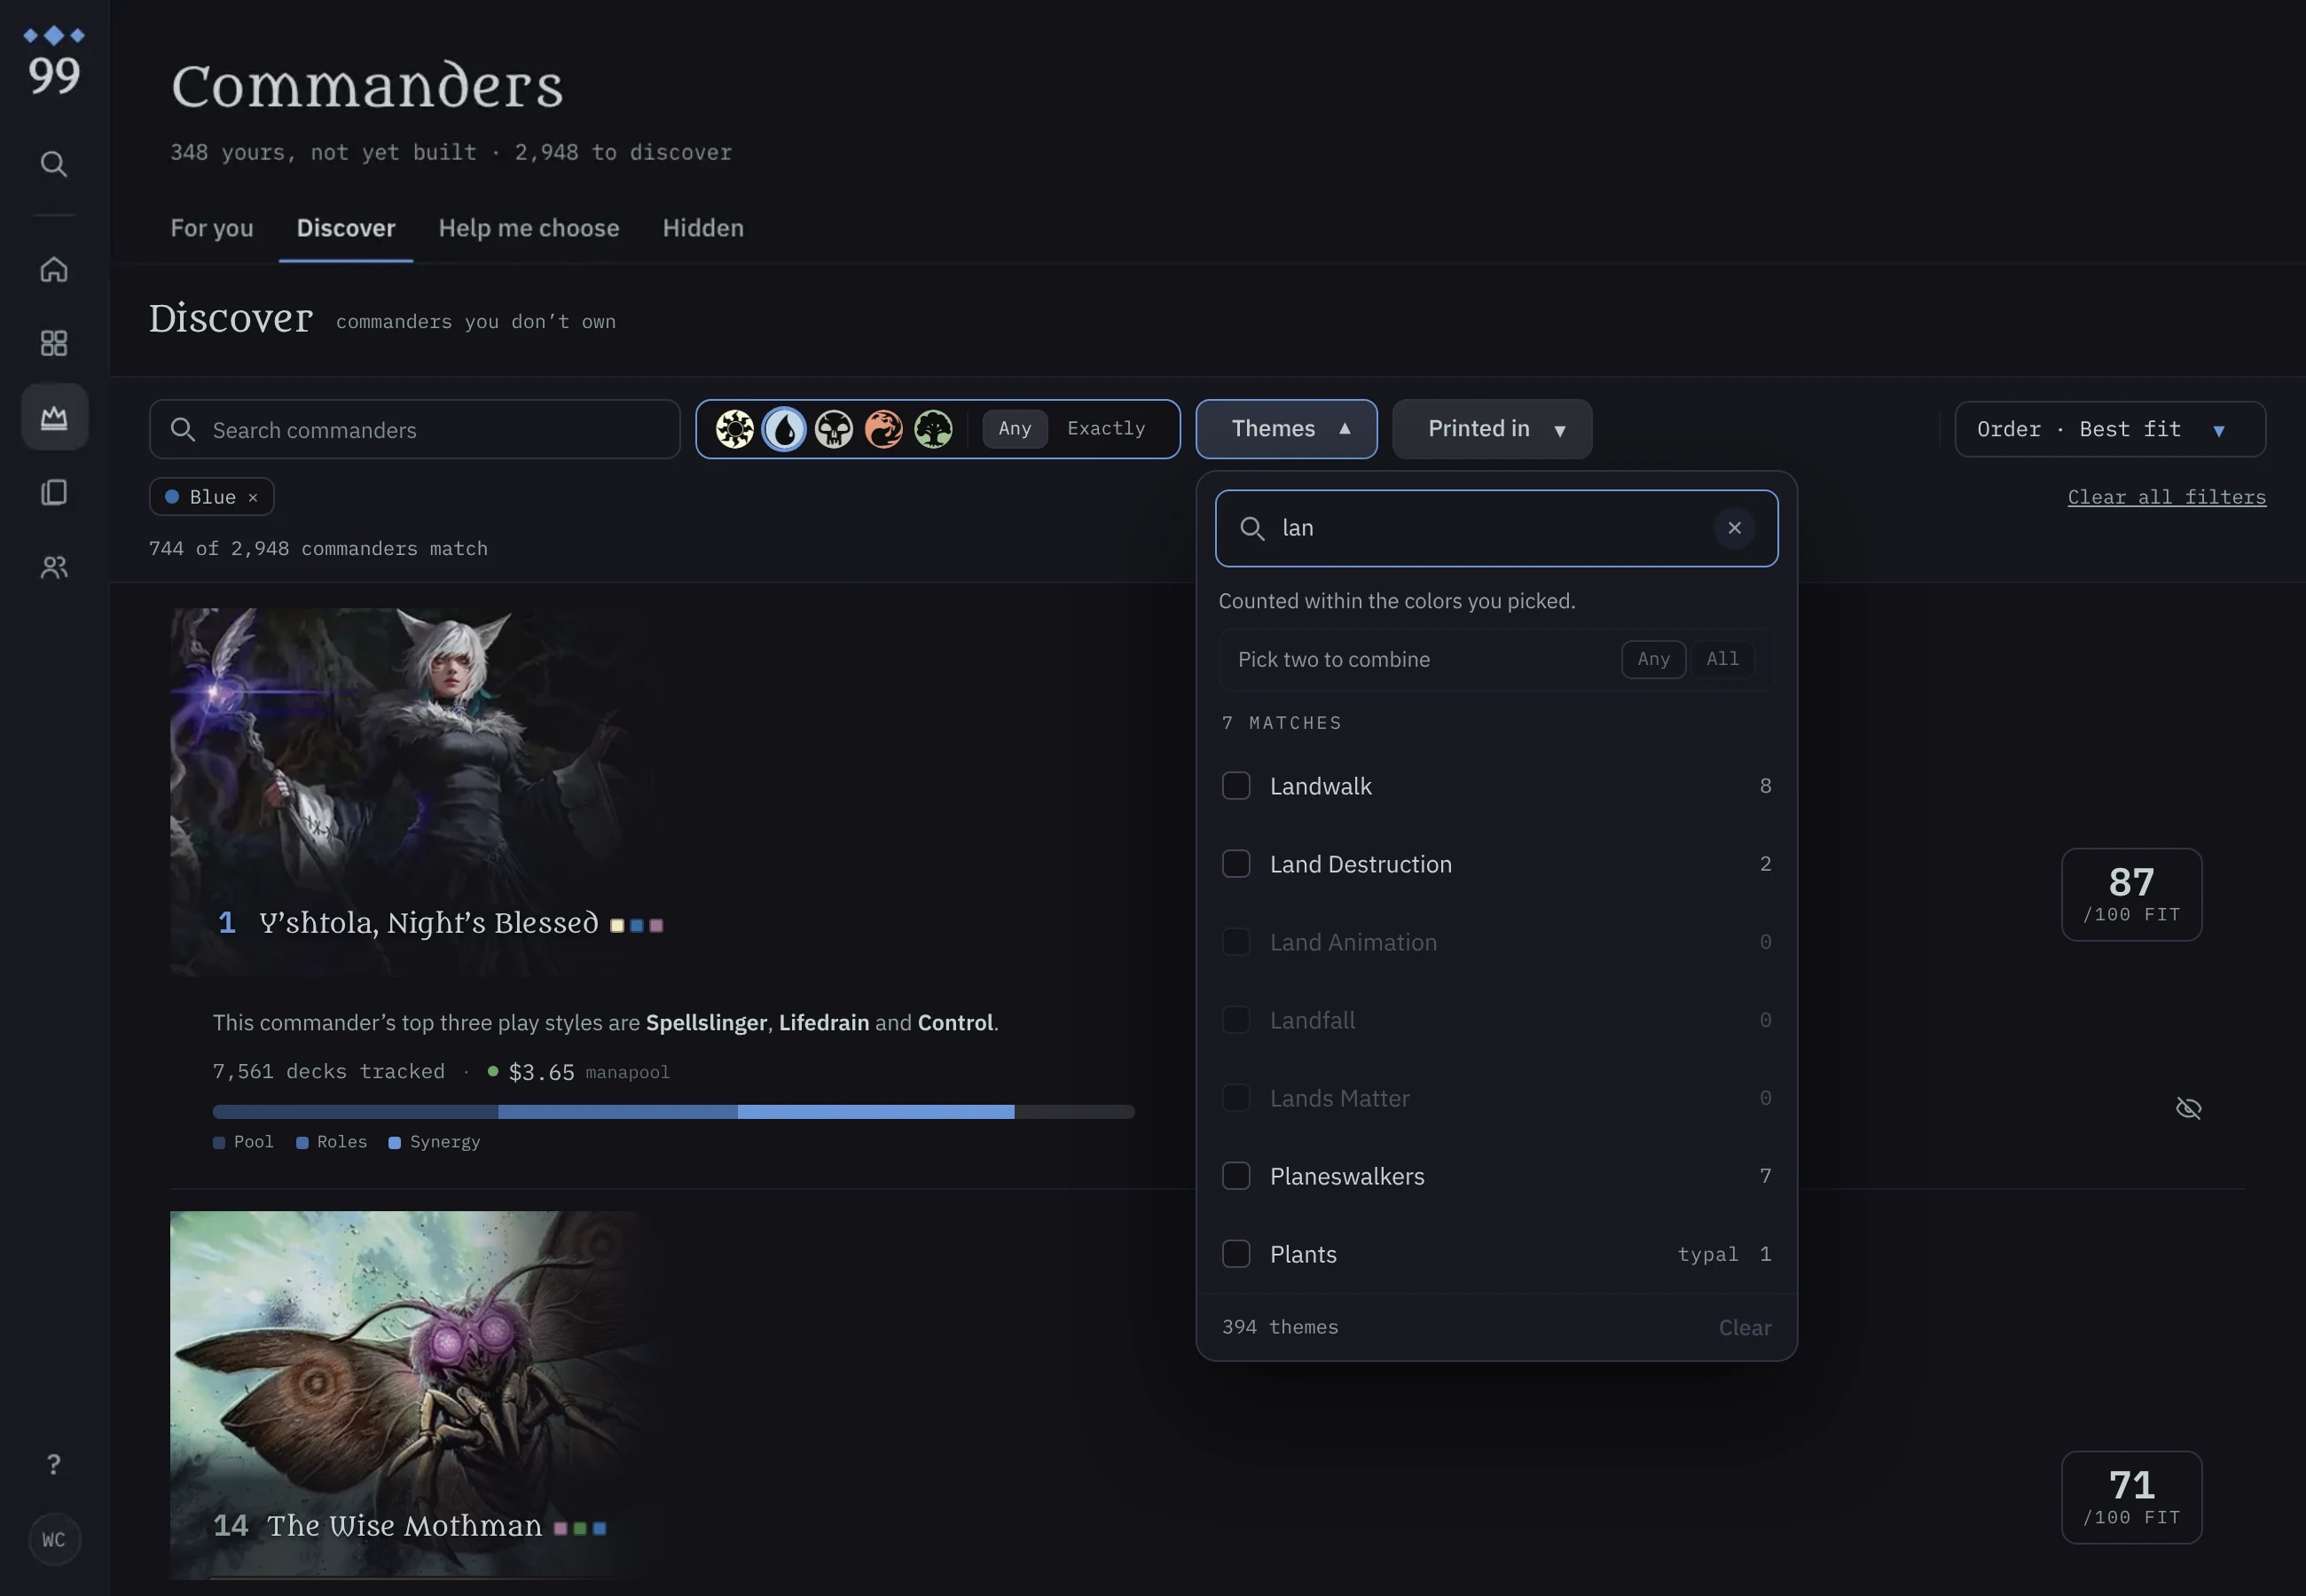 99
Commanders
348 yours, not yet built · 2,948 to discover
For you Discover Help me choose Hidden
Discover commanders you don’t own
Search commanders Any Exactly Themes ▲ Printed in ▼ Order · Best fit ▼
Blue × Clear all filters
744 of 2,948 commanders match
lan ×
Counted within the colors you picked.
Pick two to combine Any All
7 MATCHES
Landwalk 8
Land Destruction 2
Land Animation 0
Landfall 0
Lands Matter 0
Planeswalkers 7
Plants typal 1
394 themes Clear
1 Y’shtola, Night’s Blessed
87
/100 FIT
This commander’s top three play styles are Spellslinger, Lifedrain and Control.
7,561 decks tracked · $3.65 manapool
Pool Roles Synergy
14 The Wise Mothman
71
/100 FIT
?
WC